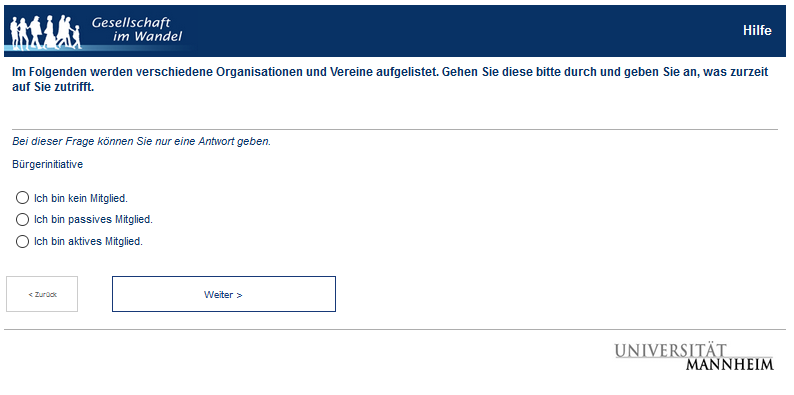 Gesellschaft
im Wandel
Hilfe
Im Folgenden werden verschiedene Organisationen und Vereine aufgelistet. Gehen Sie diese bitte durch und geben Sie an, was zurzeit
auf Sie zutrifft.
Bei dieser Frage können Sie nur eine Antwort geben.
Bürgerinitiative
Ich bin kein Mitglied.
Ich bin passives Mitglied.
Ich bin aktives Mitglied.
< Zurück
Weiter >
UNIVERSITÄT
MANNHEIM